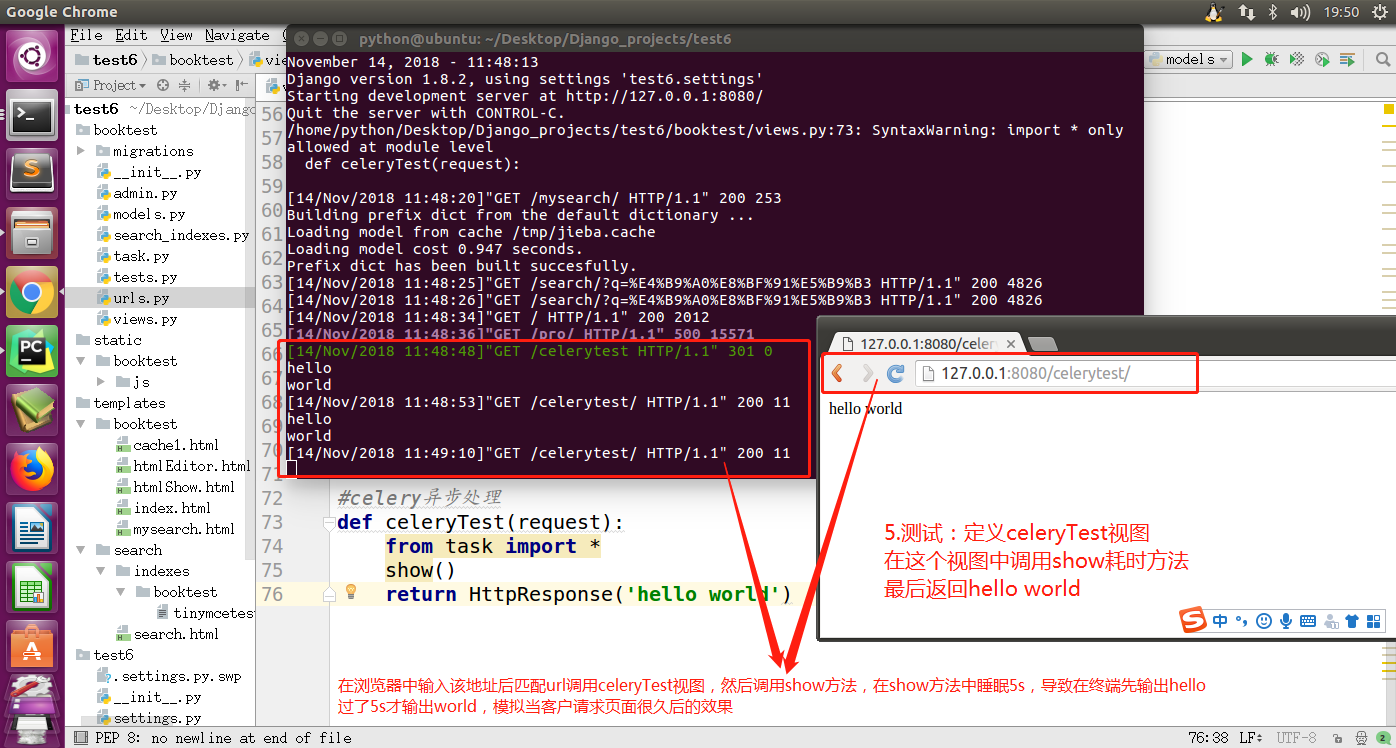 Google Chrome
19:50
File Edit View Navigate
python@ubuntu: ~/Desktop/Django_projects/test6
test6 booktest
models
Project
test6 ~/Desktop/Django
booktest
migrations
__init__.py
admin.py
models.py
search_indexes.py
task.py
tests.py
urls.py
views.py
static
booktest
js
templates
booktest
cache1.html
htmlEditor.html
htmlShow.html
index.html
mysearch.html
search
indexes
booktest
tinymcetes
search.html
test6
.settings.py.swp
__init__.py
settings.py
November 14, 2018 - 11:48:13
Django version 1.8.2, using settings 'test6.settings'
Starting development server at http://127.0.0.1:8080/
Quit the server with CONTROL-C.
/home/python/Desktop/Django_projects/test6/booktest/views.py:73: SyntaxWarning: import * only
allowed at module level
def celeryTest(request):
[14/Nov/2018 11:48:20]"GET /mysearch/ HTTP/1.1" 200 253
Building prefix dict from the default dictionary ...
Loading model from cache /tmp/jieba.cache
Loading model cost 0.947 seconds.
Prefix dict has been built succesfully.
[14/Nov/2018 11:48:25]"GET /search/?q=%E4%B9%A0%E8%BF%91%E5%B9%B3 HTTP/1.1" 200 4826
[14/Nov/2018 11:48:26]"GET /search/?q=%E4%B9%A0%E8%BF%91%E5%B9%B3 HTTP/1.1" 200 4826
[14/Nov/2018 11:48:34]"GET / HTTP/1.1" 200 2012
[14/Nov/2018 11:48:36]"GET /pro/ HTTP/1.1" 500 15571
[14/Nov/2018 11:48:48]"GET /celerytest HTTP/1.1" 301 0
hello
world
[14/Nov/2018 11:48:53]"GET /celerytest/ HTTP/1.1" 200 11
hello
world
[14/Nov/2018 11:49:10]"GET /celerytest/ HTTP/1.1" 200 11
56
57
58
59
60
61
62
63
64
65
66
67
68
69
70
71
72 #celery异步处理
73 def celeryTest(request):
74 from task import *
75 show()
76 return HttpResponse('hello world')
127.0.0.1:8080/celer
127.0.0.1:8080/celerytest/
hello world
5.测试：定义celeryTest视图
在这个视图中调用show耗时方法
最后返回hello world
中
在浏览器中输入该地址后匹配url调用celeryTest视图，然后调用show方法，在show方法中睡眠5s，导致在终端先输出hello
过了5s才输出world，模拟当客户请求页面很久后的效果
PEP 8: no newline at end of file
76:38 LF UTF-8 2